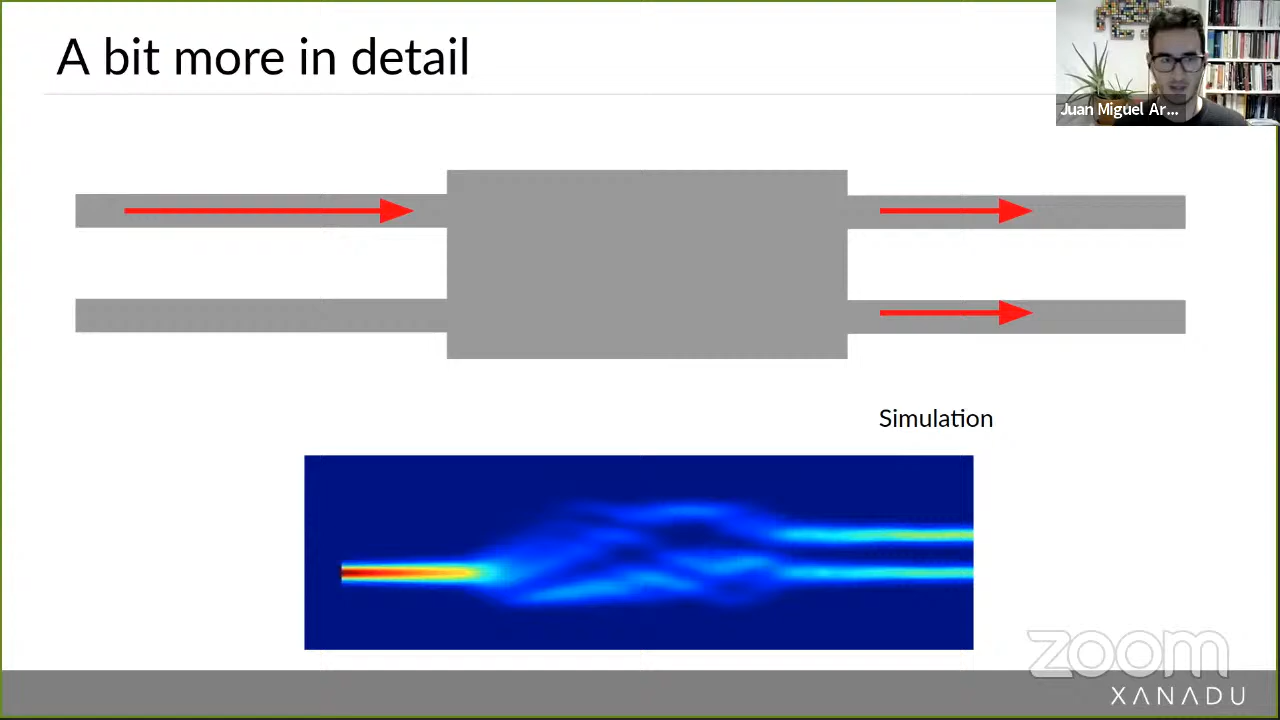 A bit more in detail
Juan Miguel Ar...
Simulation
zoom
XANADU